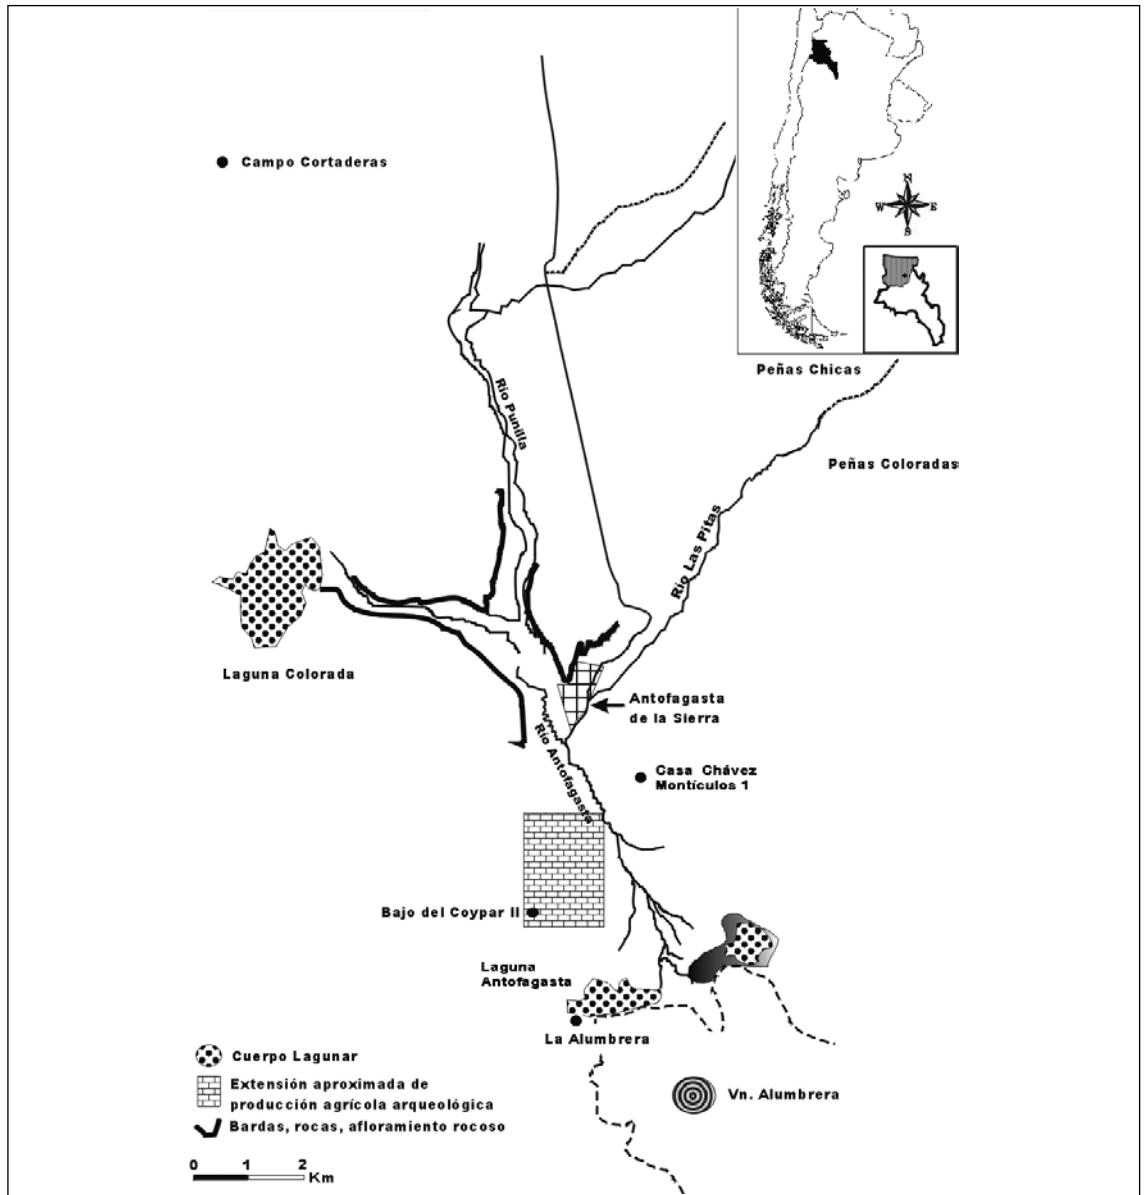 Campo Cortaderas
N
W E
S
Peñas Chicas
Río Punilla
Peñas Coloradas
Río Las Pitas
Laguna Colorada
Antofagasta
de la Sierra
Río Antofagasta
Casa Chávez
Montículos 1
Bajo del Coypar II
Laguna
Antofagasta
La Alumbrera
Cuerpo Lagunar
Extensión aproximada de
producción agrícola arqueológica
Bardas, rocas, afloramiento rocoso
Vn. Alumbrera
0 1 2
Km